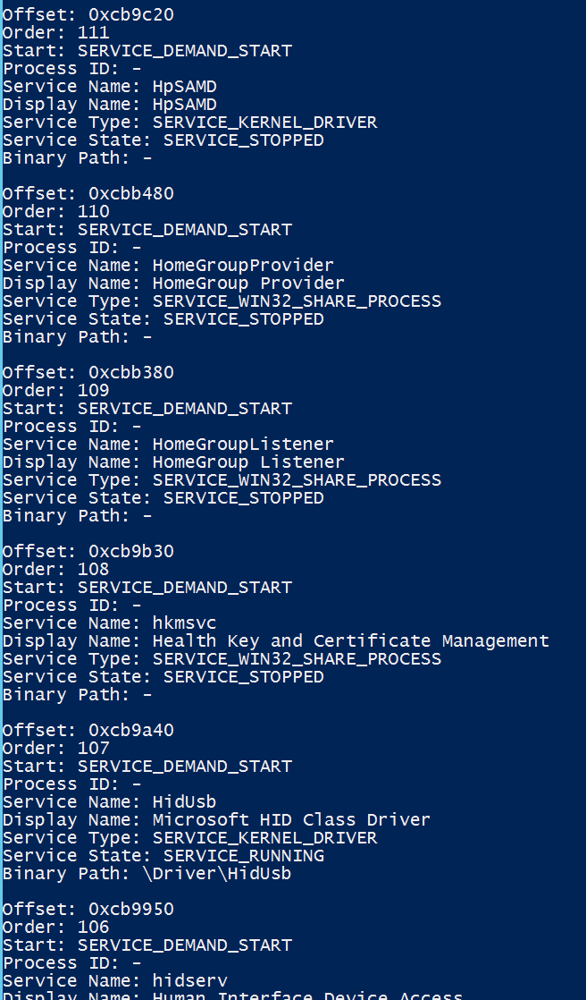 Offset: 0xcb9c20
Order: 111
Start: SERVICE_DEMAND_START
Process ID: -
Service Name: HpSAMD
Display Name: HpSAMD
Service Type: SERVICE_KERNEL_DRIVER
Service State: SERVICE_STOPPED
Binary Path: -

Offset: 0xcbb480
Order: 110
Start: SERVICE_DEMAND_START
Process ID: -
Service Name: HomeGroupProvider
Display Name: HomeGroup Provider
Service Type: SERVICE_WIN32_SHARE_PROCESS
Service State: SERVICE_STOPPED
Binary Path: -

Offset: 0xcbb380
Order: 109
Start: SERVICE_DEMAND_START
Process ID: -
Service Name: HomeGroupListener
Display Name: HomeGroup Listener
Service Type: SERVICE_WIN32_SHARE_PROCESS
Service State: SERVICE_STOPPED
Binary Path: -

Offset: 0xcb9b30
Order: 108
Start: SERVICE_DEMAND_START
Process ID: -
Service Name: hkmsvc
Display Name: Health Key and Certificate Management
Service Type: SERVICE_WIN32_SHARE_PROCESS
Service State: SERVICE_STOPPED
Binary Path: -

Offset: 0xcb9a40
Order: 107
Start: SERVICE_DEMAND_START
Process ID: -
Service Name: HidUsb
Display Name: Microsoft HID Class Driver
Service Type: SERVICE_KERNEL_DRIVER
Service State: SERVICE_RUNNING
Binary Path: \Driver\HidUsb

Offset: 0xcb9950
Order: 106
Start: SERVICE_DEMAND_START
Process ID: -
Service Name: hidserv
Display Name: Human Interface Device Access